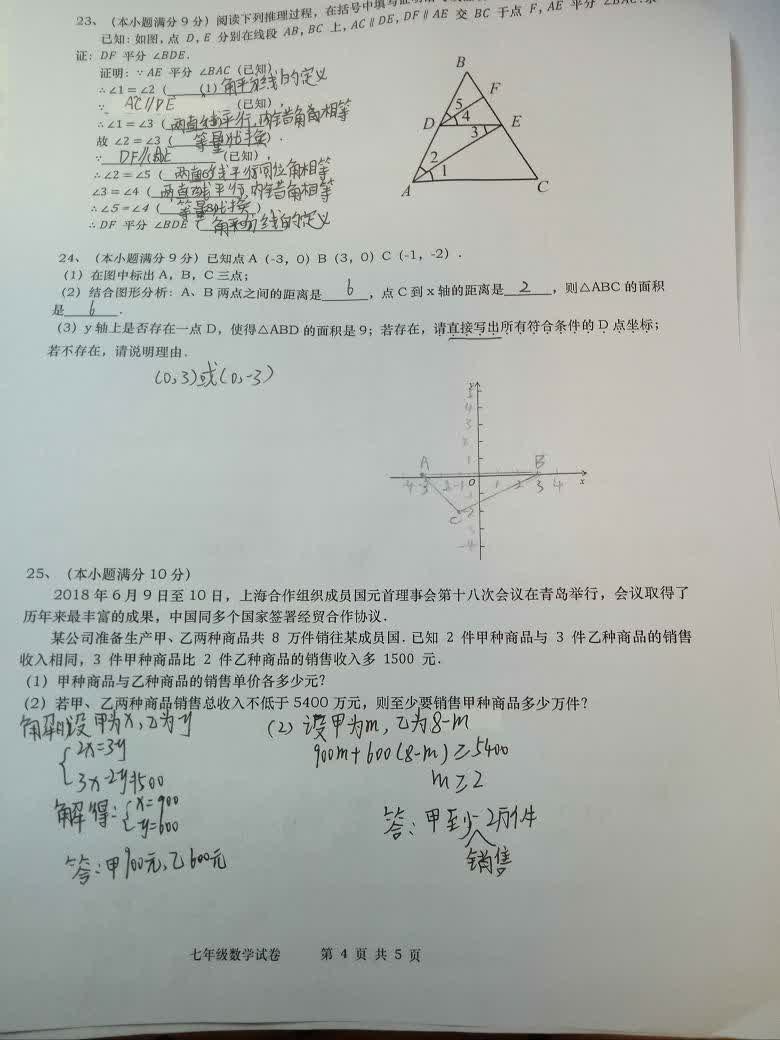 23、(本小题满分 9 分) 阅读下列推理过程，在括号中填写
已知：如图，点 D，E 分别在线段 AB，BC 上，AC∥DE，DF∥AE 交 BC 于点 F，AE 平分 ∠BAC.求
证：DF 平分 ∠BDE.
证明：∵ AE 平分 ∠BAC（已知）
∴∠1=∠2（ (1) 角平分线的定义
∵ AC∥DE （已知），
∴∠1=∠3（两直线平行，内错角相等
故 ∠2=∠3（ 等量代换 ）.
∵ DF∥AE （已知），
∴∠2=∠5（两直线平行同位角相等
∠3=∠4（两直线平行，内错角相等
∴∠5=∠4（ 等量代换 ）
∴ DF 平分 ∠BDE（ 角平分线的定义
B
F
5
4
D
E
3
2
1
A
C
24、(本小题满分 9 分) 已知点 A（-3，0）B（3，0）C（-1，-2）.
（1）在图中标出 A，B，C 三点；
（2）结合图形分析：A、B 两点之间的距离是 6 ，点 C 到 x 轴的距离是 2 ，则△ABC 的面积
是 6 .
（3）y 轴上是否存在一点 D，使得△ABD 的面积是 9；若存在，请直接写出所有符合条件的 D 点坐标；
若不存在，请说明理由.
(0,3)或(0,-3)
4
3
2
1
A
B
-4 -3 -2 -1 0 1 2 3 4 x
C
-2
-4
25、(本小题满分 10 分)
2018 年 6 月 9 日至 10 日，上海合作组织成员国元首理事会第十八次会议在青岛举行，会议取得了
历年来最丰富的成果，中国同多个国家签署经贸合作协议.
某公司准备生产甲、乙两种商品共 8 万件销往某成员国.已知 2 件甲种商品与 3 件乙种商品的销售
收入相同，3 件甲种商品比 2 件乙种商品的销售收入多 1500 元.
（1）甲种商品与乙种商品的销售单价各多少元？
（2）若甲、乙两种商品销售总收入不低于 5400 万元，则至少要销售甲种商品多少万件？
设甲为x,乙为y
2x=3y
3x-2y=1500
解得: x=900
y=600
答:甲900元,乙600元
(2) 设甲为m,乙为8-m
900m+600(8-m)≥5400
m≥2
答:甲至少2万件
销售
七年级数学试卷 第 4 页 共 5 页